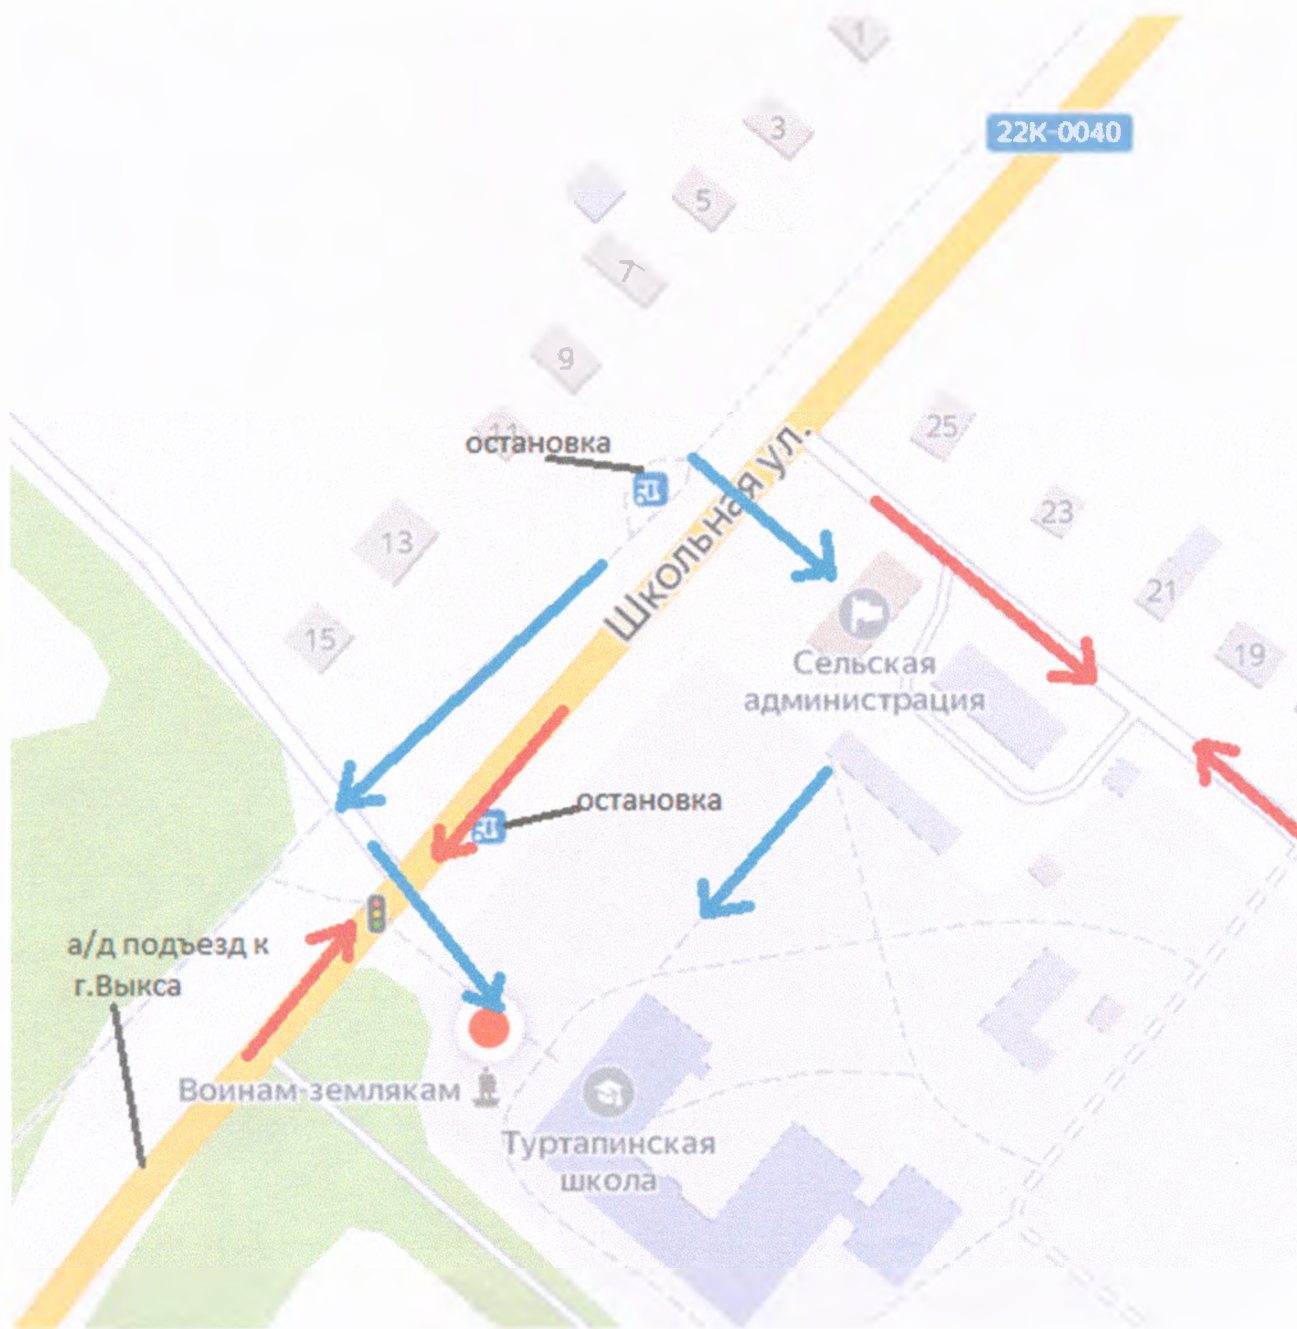 1
22К-0040
3
5
7
9
25
11
остановка
Школьная ул.
23
13
21
15
19
Сельская
администрация
остановка
а/д подъезд к
г.Выкса
Воинам-землякам
Туртапинская
школа